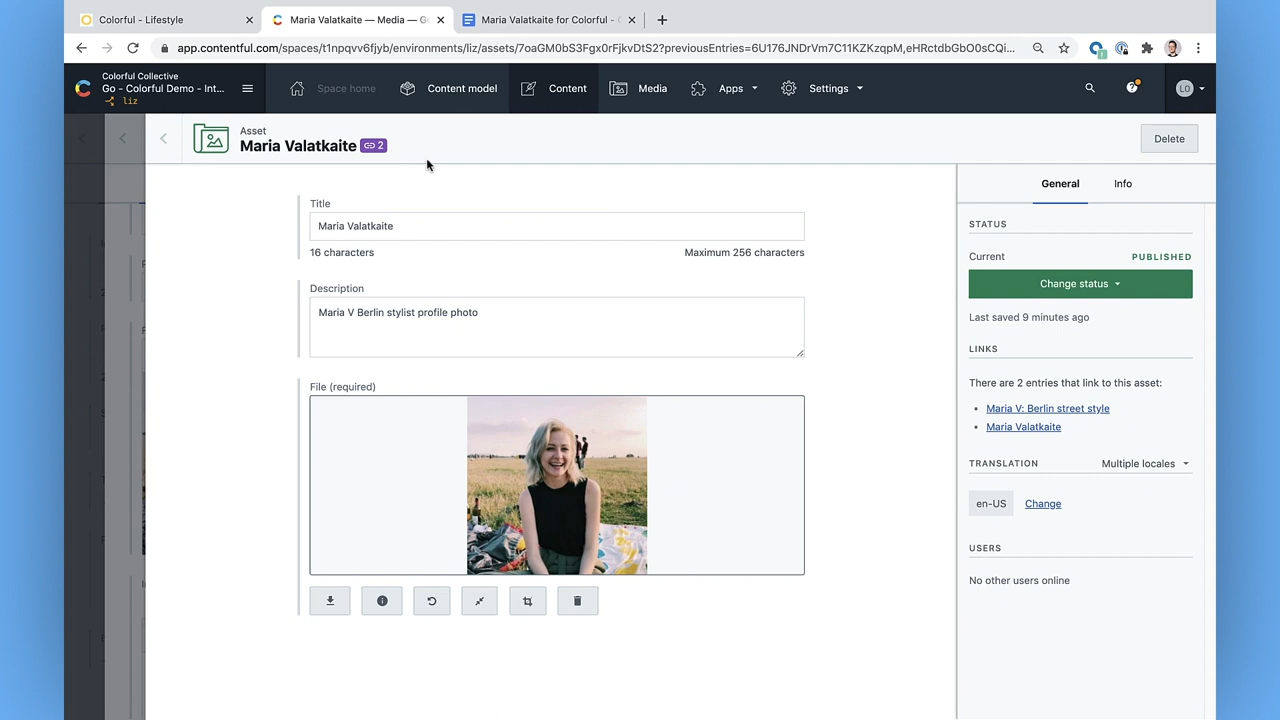 Colorful - Lifestyle
Maria Valatkaite — Media — Go
Maria Valatkaite for Colorful -
app.contentful.com/spaces/t1npqvv6fjyb/environments/liz/assets/7oaGM0bS3Fgx0rFjkvDtS2?previousEntries=6U176JNDrVm7C11KZKzqpM,eHRctdbGbO0sCQi...
Colorful Collective
Go - Colorful Demo - Int...
liz
Space home
Content model
Content
Media
Apps
Settings
LO
Asset
Maria Valatkaite
2
Delete
General
Info
Title
Maria Valatkaite
16 characters
Maximum 256 characters
Description
Maria V Berlin stylist profile photo
File (required)
STATUS
Current
PUBLISHED
Change status
Last saved 9 minutes ago
LINKS
There are 2 entries that link to this asset:
Maria V: Berlin street style
Maria Valatkaite
TRANSLATION
Multiple locales
en-US
Change
USERS
No other users online